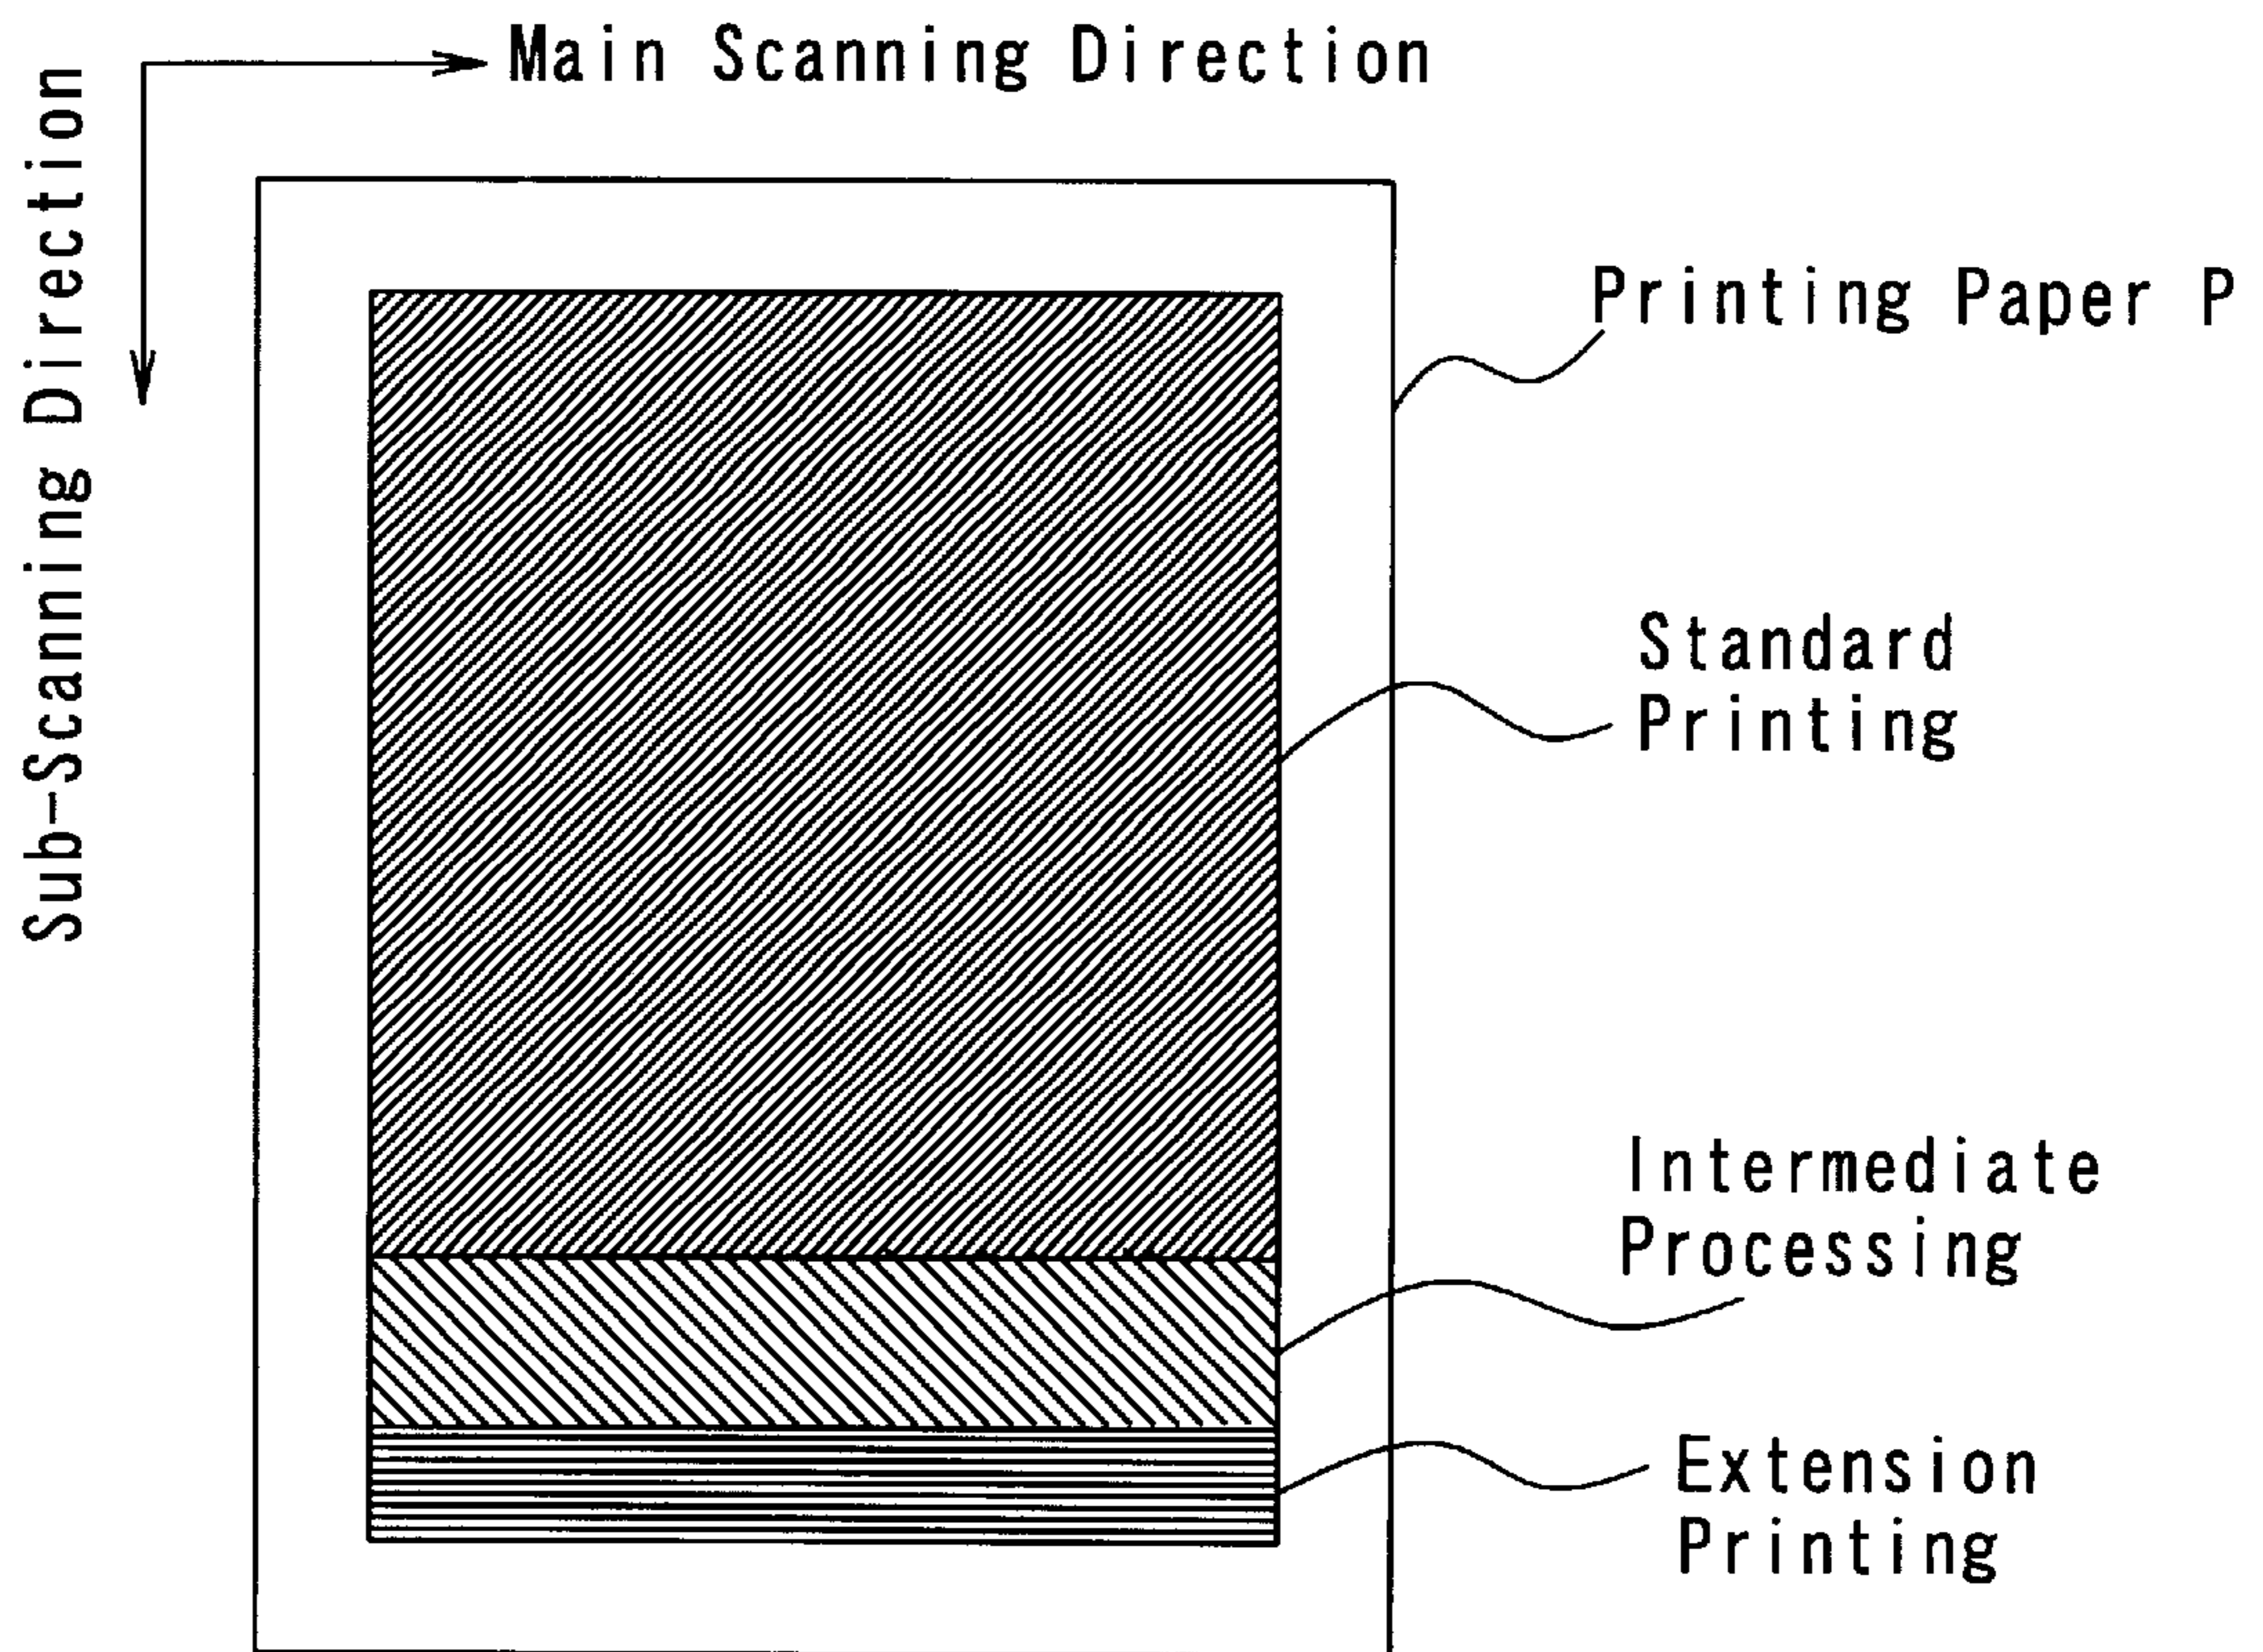 Main Scanning Direction
Sub-Scanning Direction
Printing Paper P
Standard
Printing
Intermediate
Processing
Extension
Printing